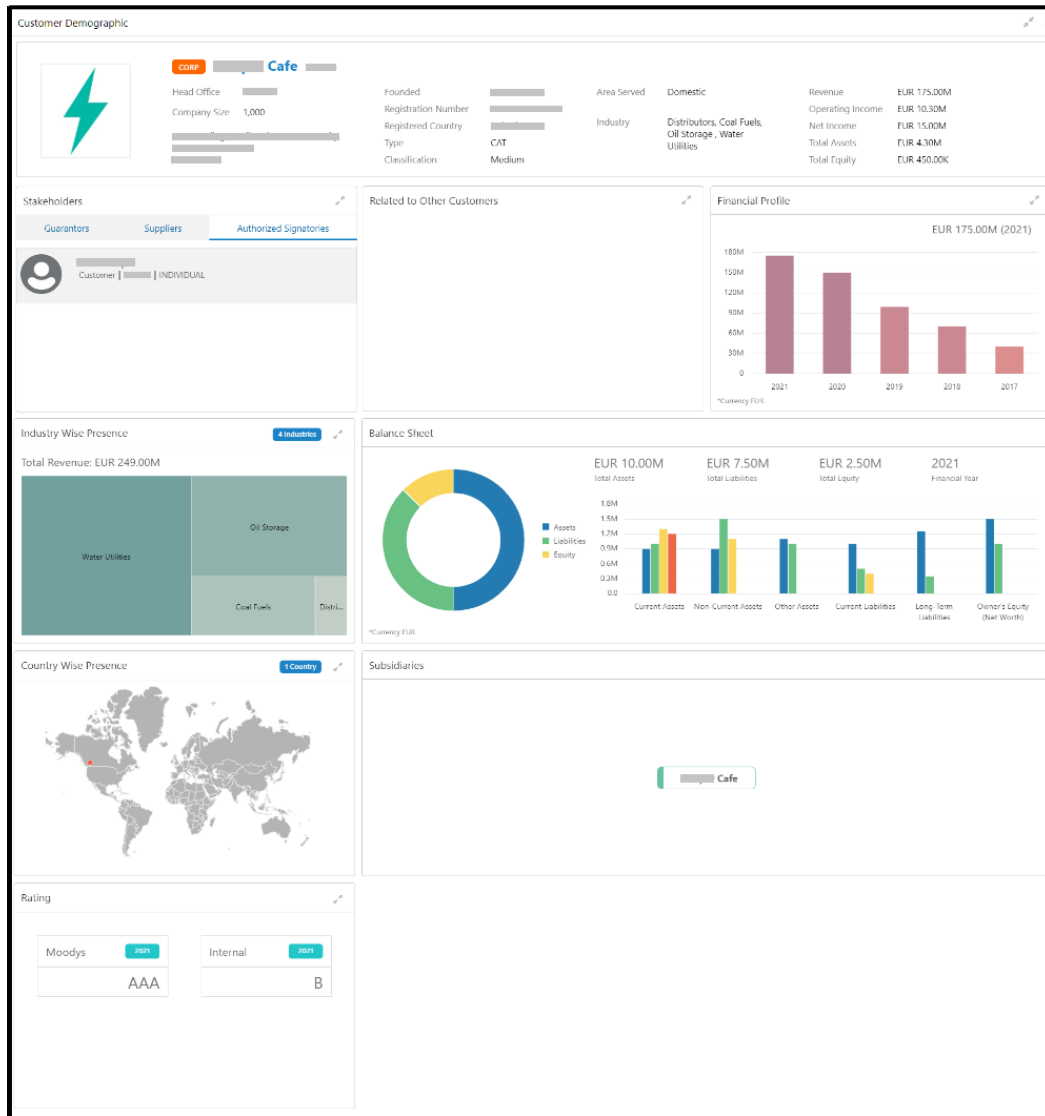 Customer Demographic
CORP Cafe
Head Office
Company Size 1,000
Founded
Registration Number
Registered Country
Type CAT
Classification Medium
Area Served Domestic
Industry Distributors, Coal Fuels,
Oil Storage , Water
Utilities
Revenue EUR 175.00M
Operating Income EUR 10.30M
Net Income EUR 15.00M
Total Assets EUR 4.30M
Total Equity EUR 450.00K
Stakeholders
Guarantors Suppliers Authorized Signatories
Customer | | INDIVIDUAL
Related to Other Customers
Financial Profile
EUR 175.00M (2021)
180M
150M
120M
90M
60M
30M
0
2021 2020 2019 2018 2017
*Currency EUR
Industry Wise Presence 4 Industries
Total Revenue: EUR 249.00M
Water Utilities
Oil Storage
Coal Fuels
Distri...
Balance Sheet
Assets
Liabilities
Equity
*Currency EUR
EUR 10.00M EUR 7.50M EUR 2.50M 2021
Total Assets Total Liabilities Total Equity Financial Year
1.8M
1.5M
1.2M
0.9M
0.6M
0.3M
0.0
Current Assets Non-Current Assets Other Assets Current Liabilities Long-Term Owner's Equity
Liabilities (Net Worth)
Country Wise Presence 1 Country
Subsidiaries
Cafe
Rating
Moodys 2021
AAA
Internal 2021
B